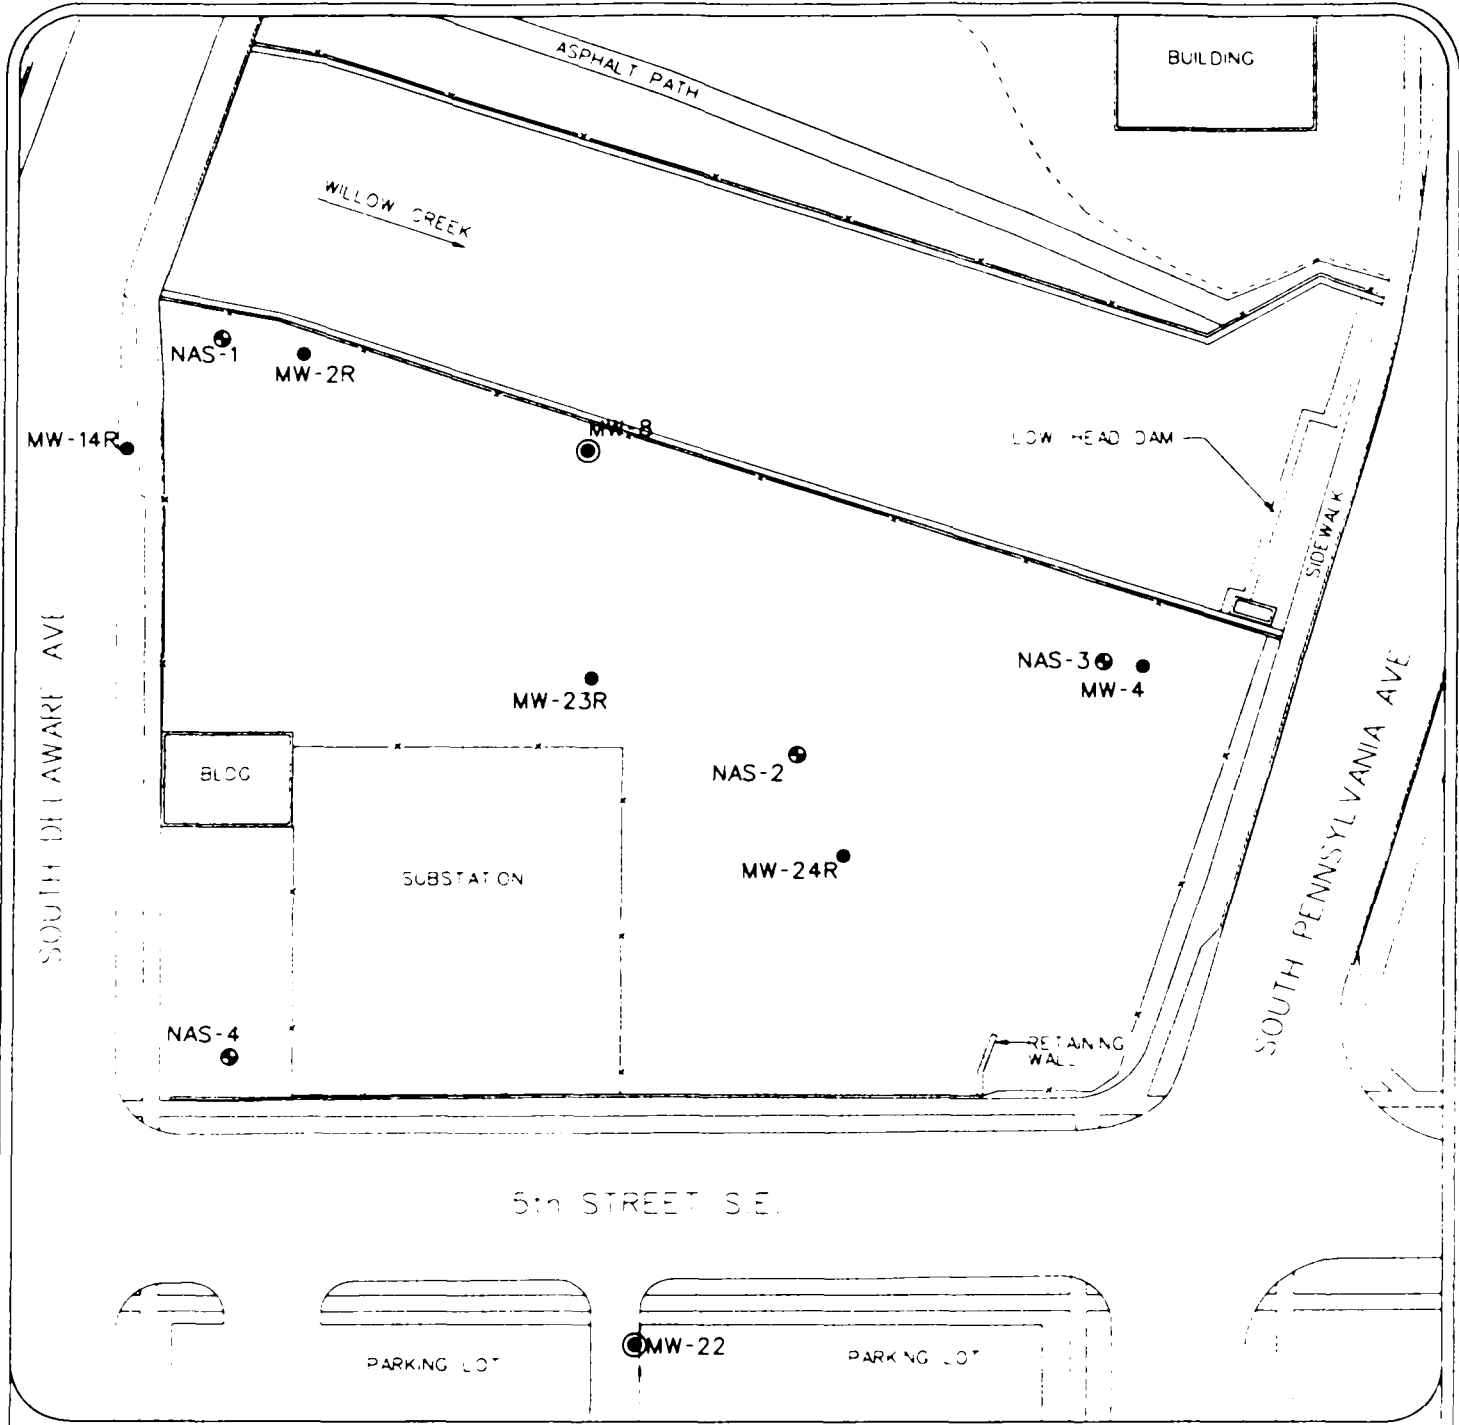 BUILDING
ASPHALT PATH
WILLOW CREEK
NAS-1
MW-2R
MW-14R
MW-8
LOW HEAD DAM
SIDEWALK
NAS-3
MW-4
MW-23R
SOUTH DELAWARE AVE
BLDG
NAS-2
SOUTH PENNSYLVANIA AVE
MW-24R
SUBSTATION
NAS-4
RETAINING
WALL
5th STREET S.E.
MW-22
PARKING LOT
PARKING LOT